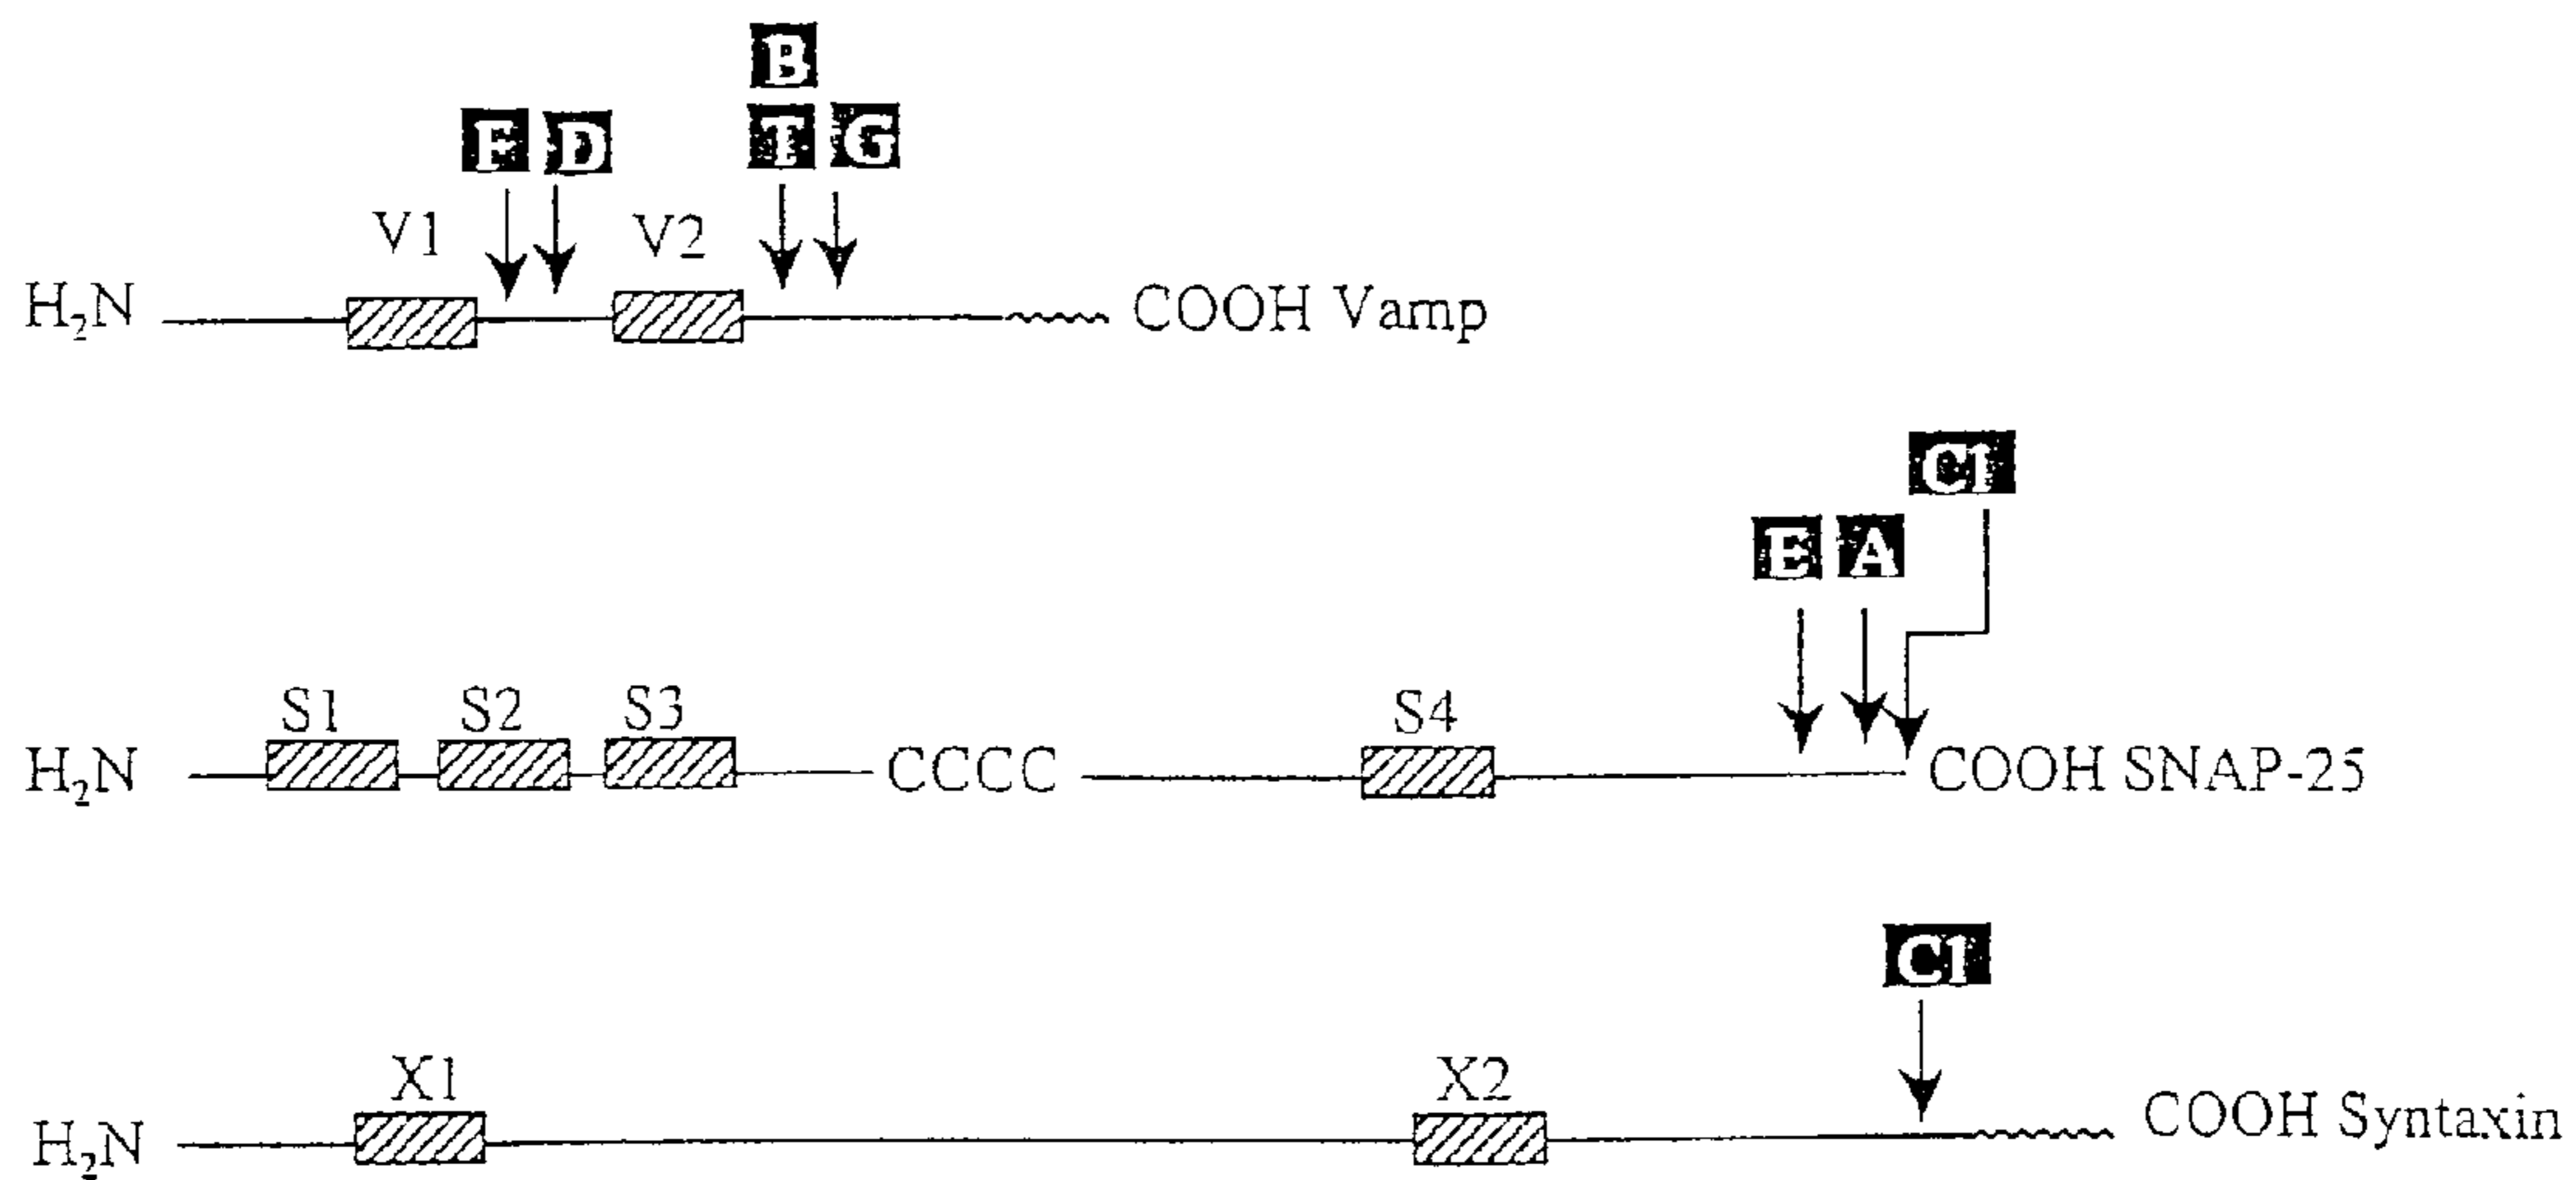 B
F D T G
V1 V2
H₂N COOH Vamp
C1
E A
S1 S2 S3 S4
H₂N CCCC COOH SNAP-25
C1
X1 X2
H₂N COOH Syntaxin